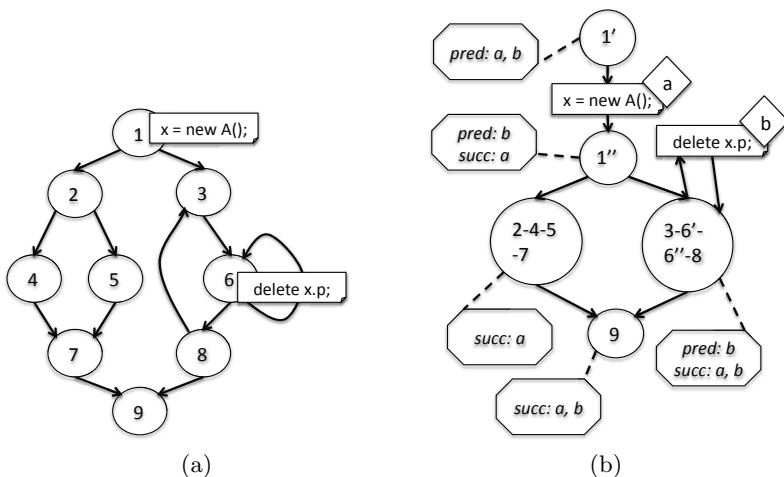 1
x = new A();
2
3
4
5
6
delete x.p;
7
8
9
(a)
1′
pred: a, b
a
x = new A();
b
delete x.p;
pred: b
succ: a
1′′
2-4-5
-7
3-6′-
6′′-8
succ: a
9
pred: b
succ: a, b
succ: a, b
(b)